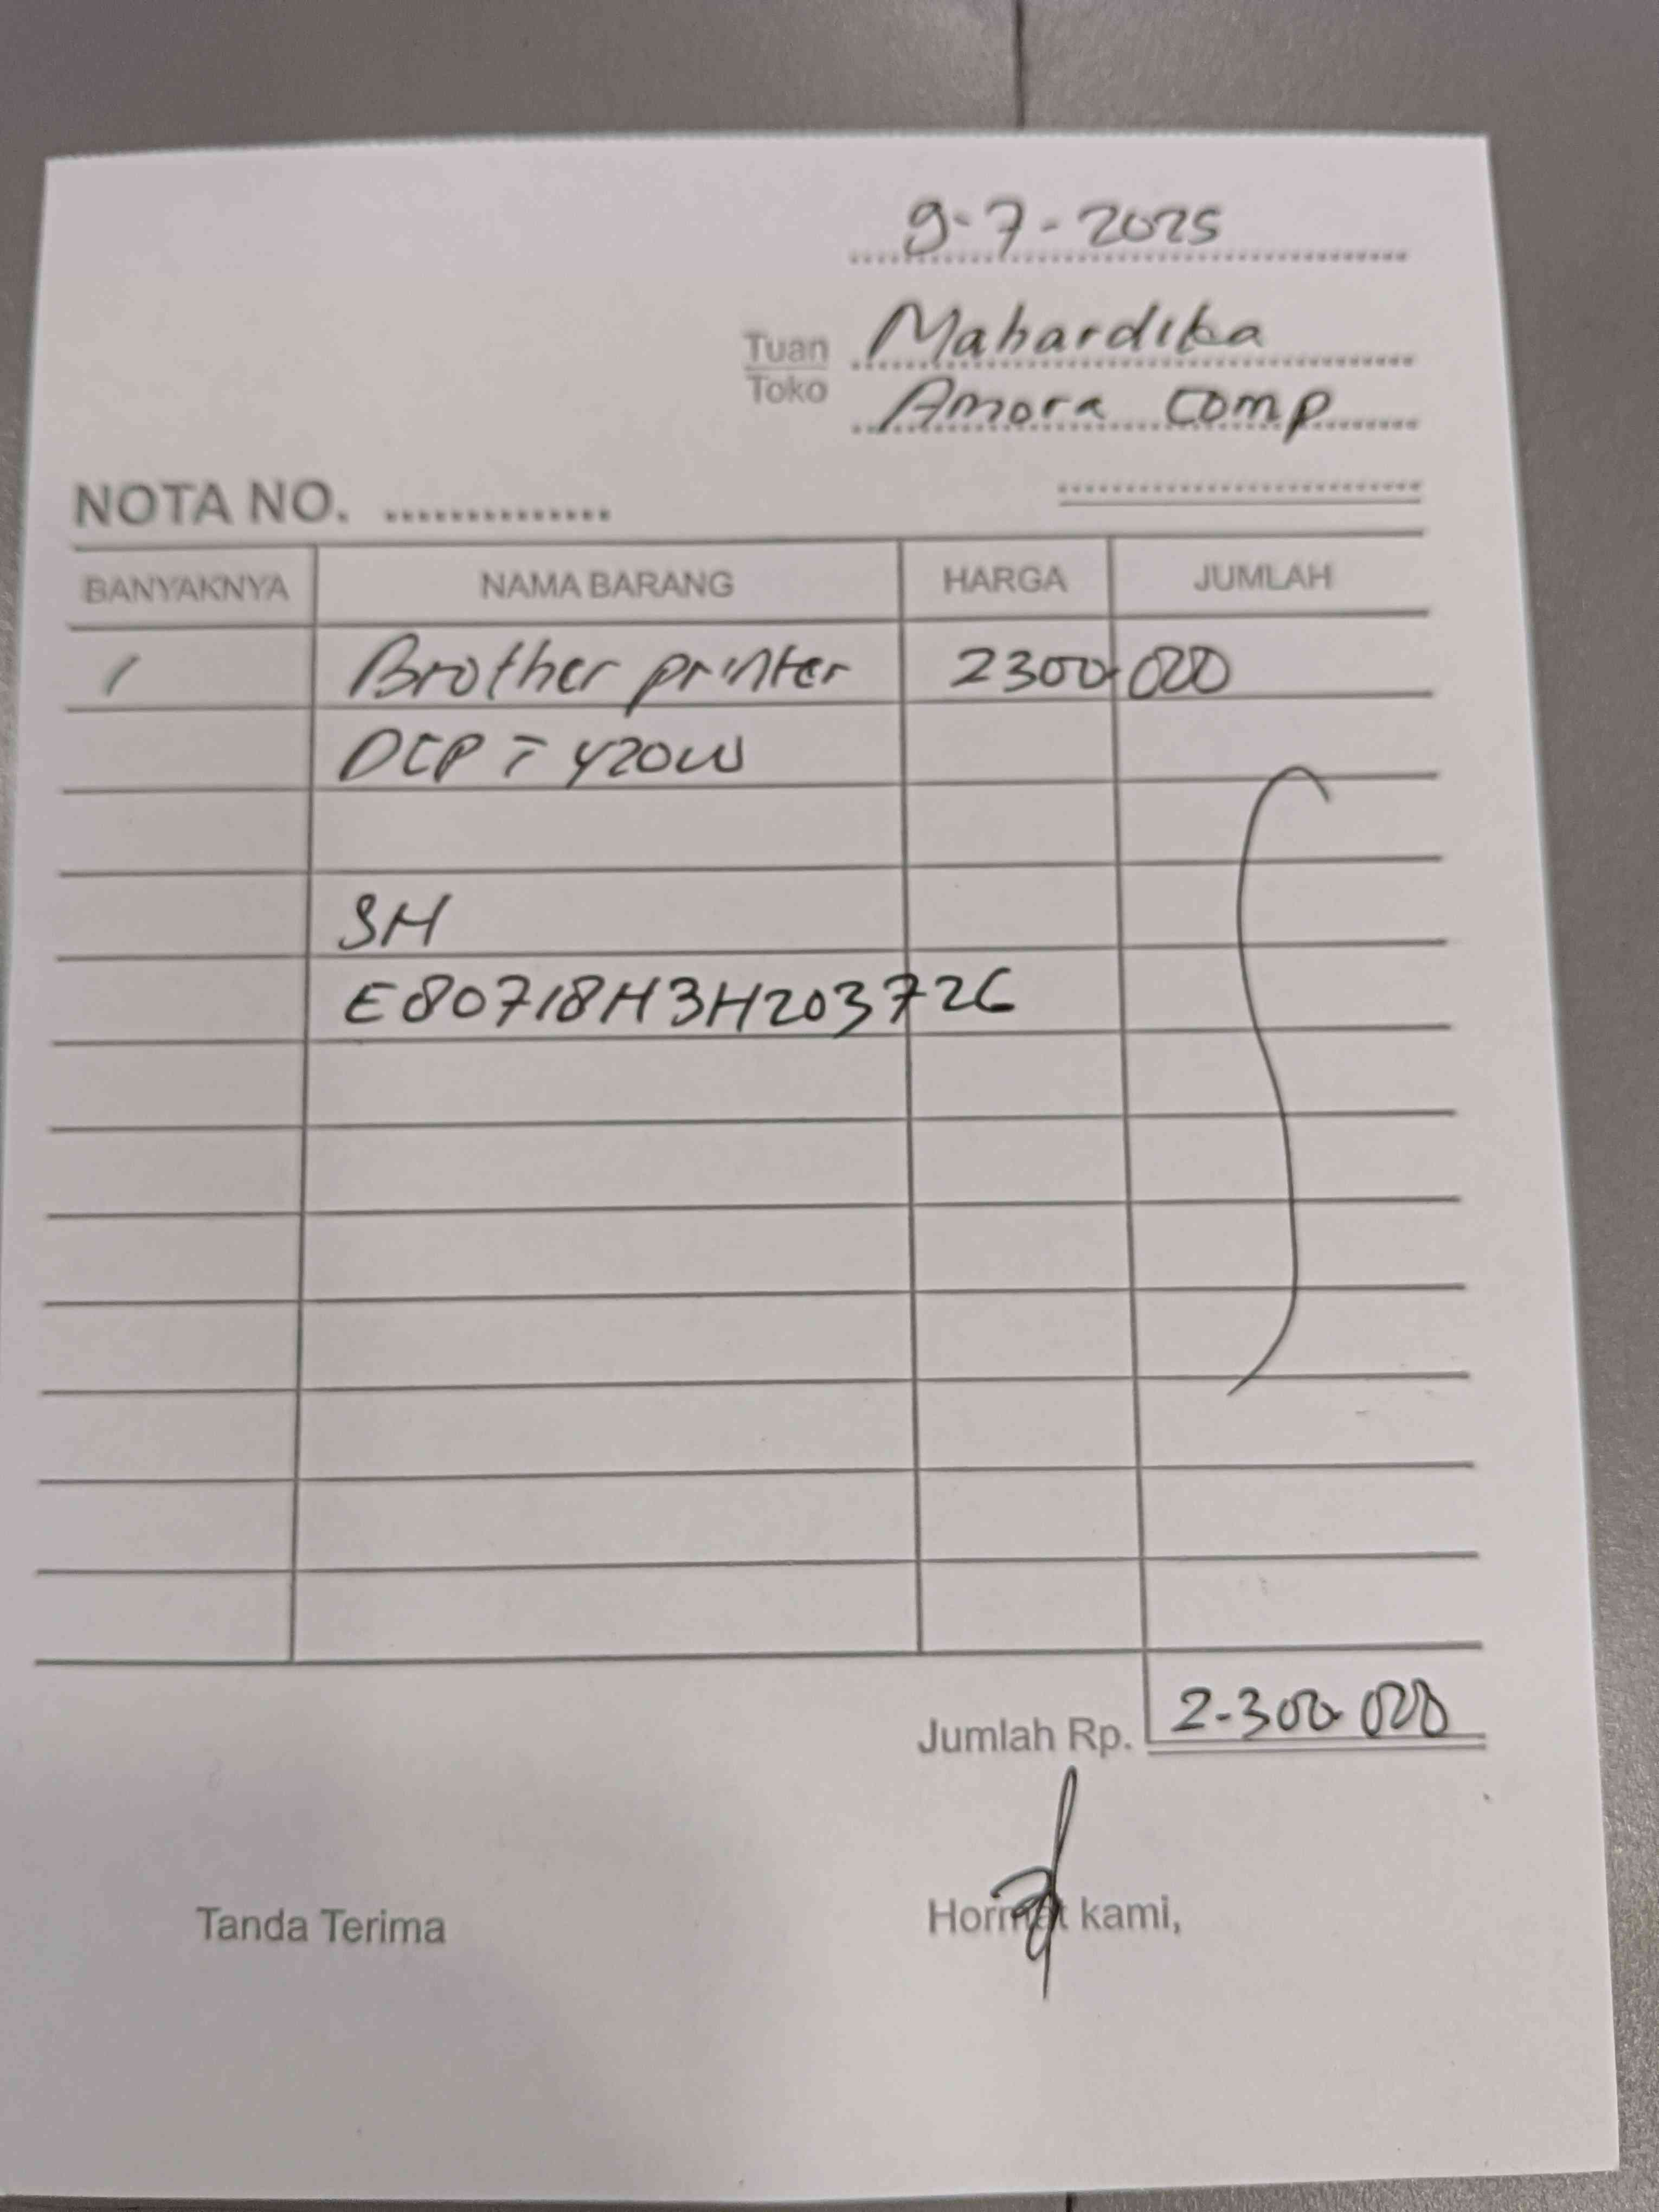 9-7-2025
Tuan Mahardika
Toko Amora comp
NOTA NO. ..............
BANYAKNYA NAMA BARANG HARGA JUMLAH
1 Brother printer 2300.000
DCP T 420W
SN
E80718H3H203726
Jumlah Rp. 2.300.000
Tanda Terima Hormat kami,